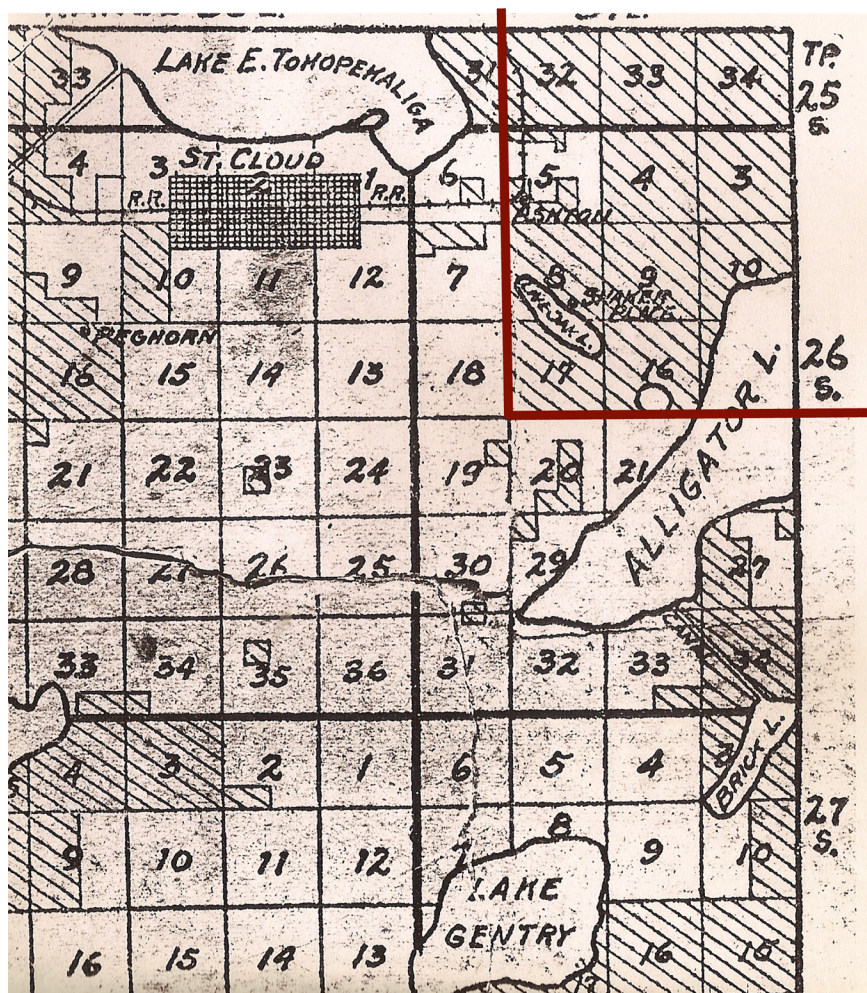 33
LAKE E. TOHOPEKALIGA
31 32 33 34
TP.
25
S.
4 3 ST. CLOUD 1 6 5 4 3
2
R.R. R.R.
ASHTON
9 10 11 12 7 8 9 10
SHAKER
PLACE
PEGHORN
16 15 14 13 18 17 16
26
S.
21 22 23 24 19 20 21
ALLIGATOR L.
28 27 26 25 30 29 27
CANAL
33 34 35 36 31 32 33 34
4 3 2 1 6 5 4 3
BRICK L.
27
S.
9 10 11 12 7 8 9 10
LAKE
GENTRY
16 15 14 13 16 15